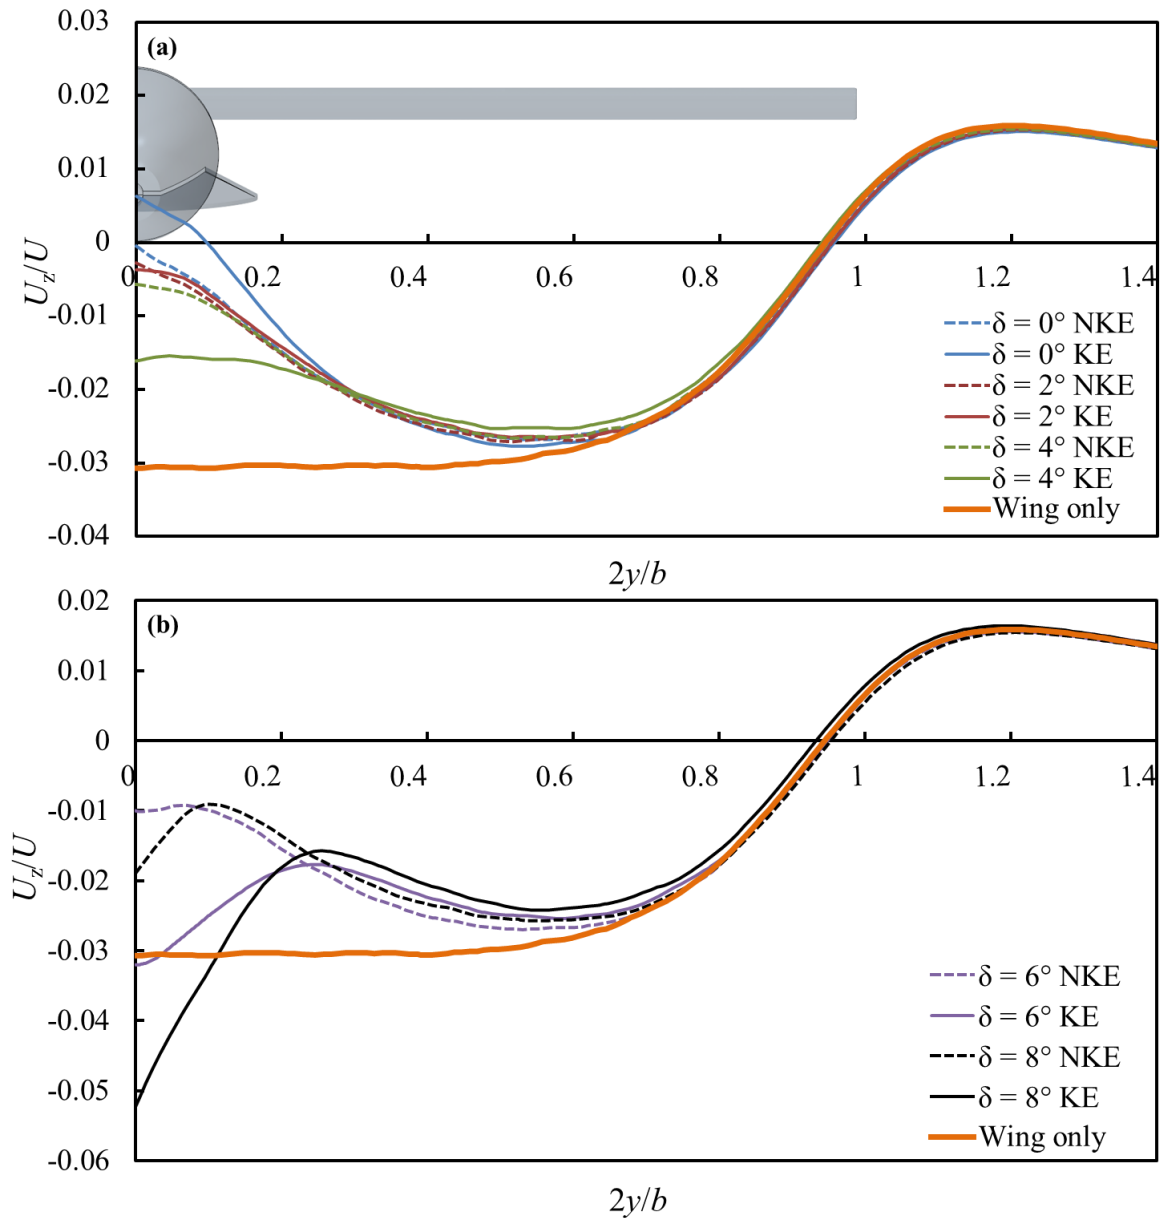 0.03
(a)
0.02
0.01
0
0 0.2 0.4 0.6 0.8 1 1.2 1.4
-0.01
-0.02
-0.03
-0.04
Uz/U
δ = 0° NKE
δ = 0° KE
δ = 2° NKE
δ = 2° KE
δ = 4° NKE
δ = 4° KE
Wing only
2y/b
0.02
(b)
0.01
0
0 0.2 0.4 0.6 0.8 1 1.2 1.4
-0.01
-0.02
-0.03
-0.04
-0.05
-0.06
Uz/U
δ = 6° NKE
δ = 6° KE
δ = 8° NKE
δ = 8° KE
Wing only
2y/b